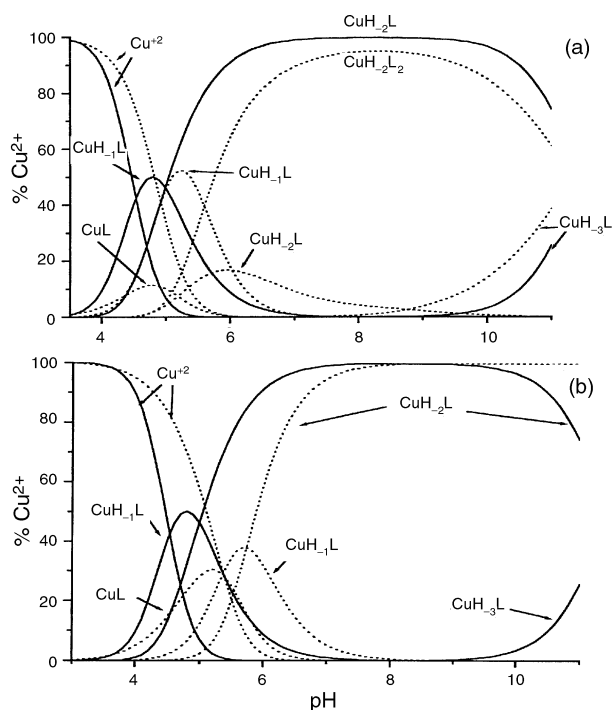 100
80
60
40
20
0
% Cu²⁺
4
6
8
10
(a)
Cu⁺²
CuH₋₂L
CuH₋₂L₂
CuH₋₁L
CuH₋₁L
CuL
CuH₋₂L
CuH₋₃L
100
80
60
40
20
0
% Cu²⁺
4
6
8
10
pH
(b)
Cu⁺²
CuH₋₂L
CuH₋₁L
CuH₋₁L
CuL
CuH₋₃L